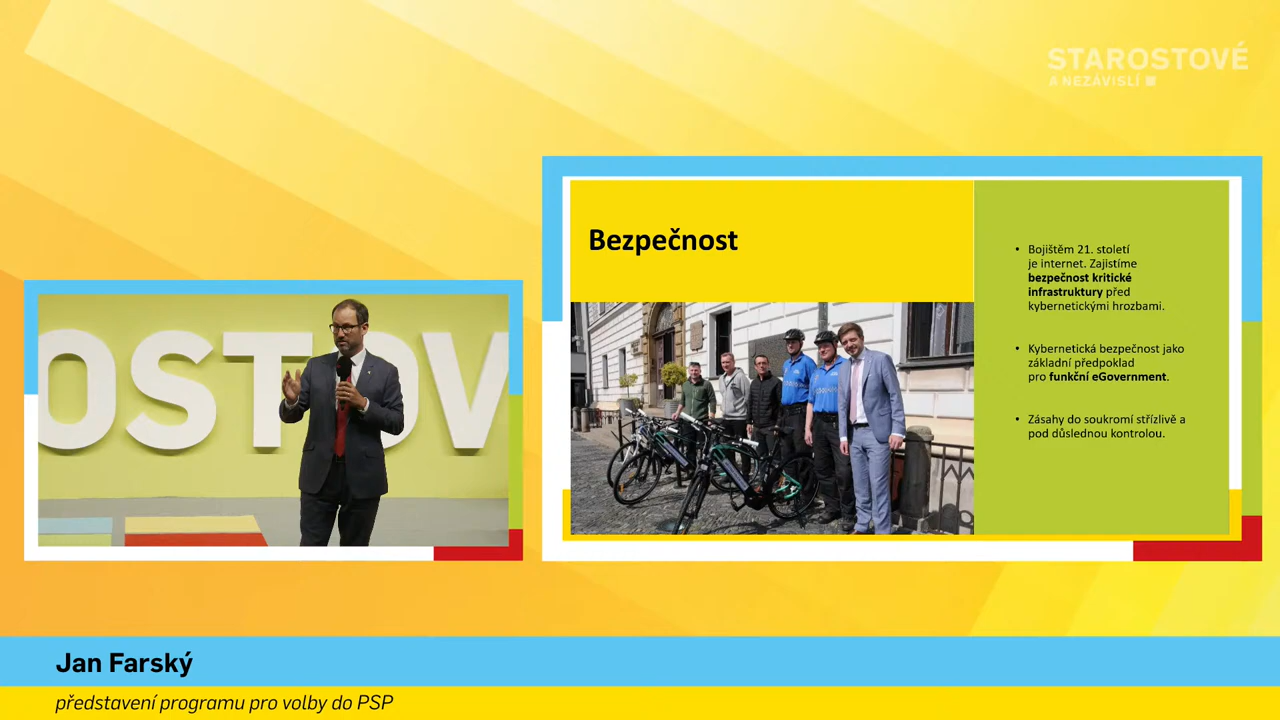 STAROSTOVÉ
A NEZÁVISLÍ
Bezpečnost
• Bojištěm 21. století
je internet. Zajistíme
bezpečnost kritické
infrastruktury před
kybernetickými hrozbami.
• Kybernetická bezpečnost jako
základní předpoklad
pro funkční eGovernment.
• Zásahy do soukromí střízlivě a
pod důslednou kontrolou.
OSTOV
Jan Farský
představení programu pro volby do PSP